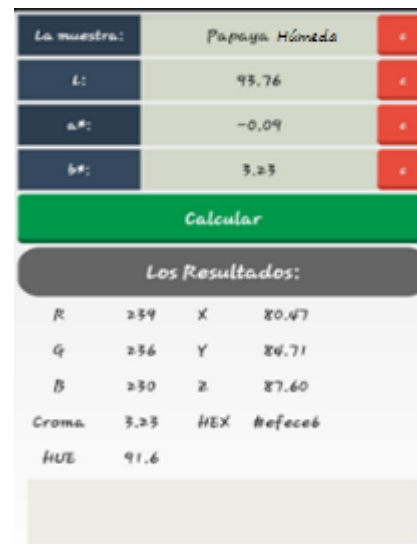 La muestra: Papaya Húmeda c
L: 93.76 c
a*: -0.09 c
b*: 3.23 c
Calcular
Los Resultados:
R 239 X 80.47
G 236 Y 84.71
B 230 Z 87.60
Croma 3.23 HEX #efece6
HUE 91.6